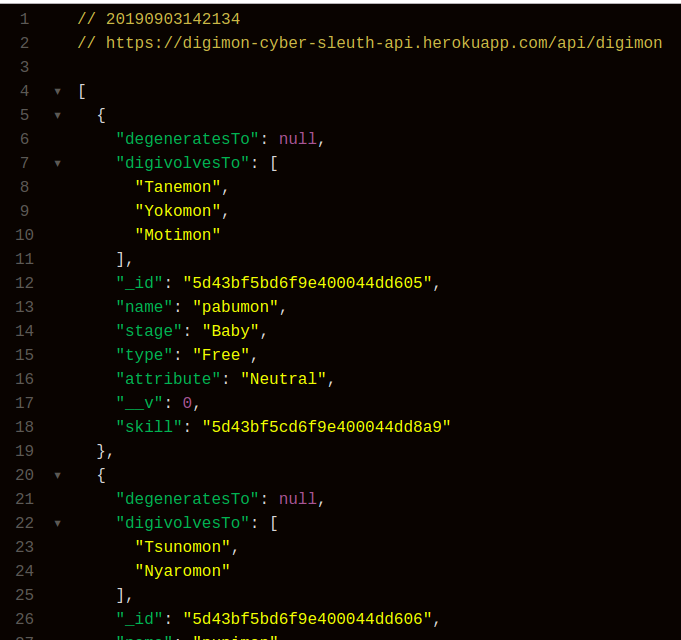 1 // 20190903142134
2 // https://digimon-cyber-sleuth-api.herokuapp.com/api/digimon
3
4 [
5 {
6 "degeneratesTo": null,
7 "digivolvesTo": [
8 "Tanemon",
9 "Yokomon",
10 "Motimon"
11 ],
12 "_id": "5d43bf5bd6f9e400044dd605",
13 "name": "pabumon",
14 "stage": "Baby",
15 "type": "Free",
16 "attribute": "Neutral",
17 "__v": 0,
18 "skill": "5d43bf5cd6f9e400044dd8a9"
19 },
20 {
21 "degeneratesTo": null,
22 "digivolvesTo": [
23 "Tsunomon",
24 "Nyaromon"
25 ],
26 "_id": "5d43bf5bd6f9e400044dd606",